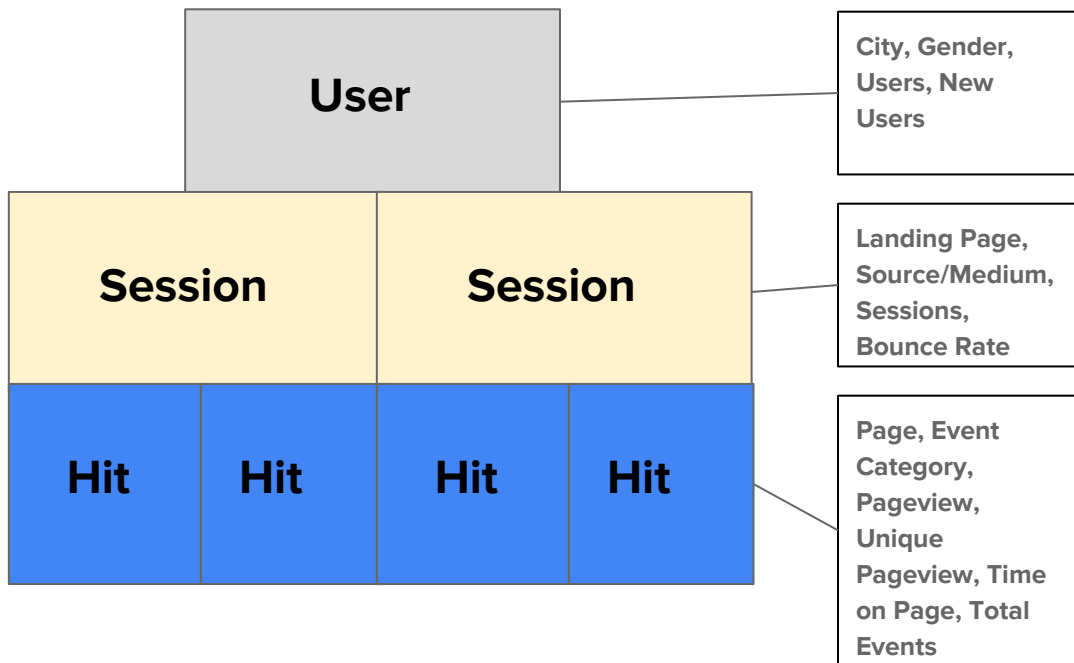 User
City, Gender,
Users, New
Users
Session
Session
Landing Page,
Source/Medium,
Sessions,
Bounce Rate
Hit
Hit
Hit
Hit
Page, Event
Category,
Pageview,
Unique
Pageview, Time
on Page, Total
Events